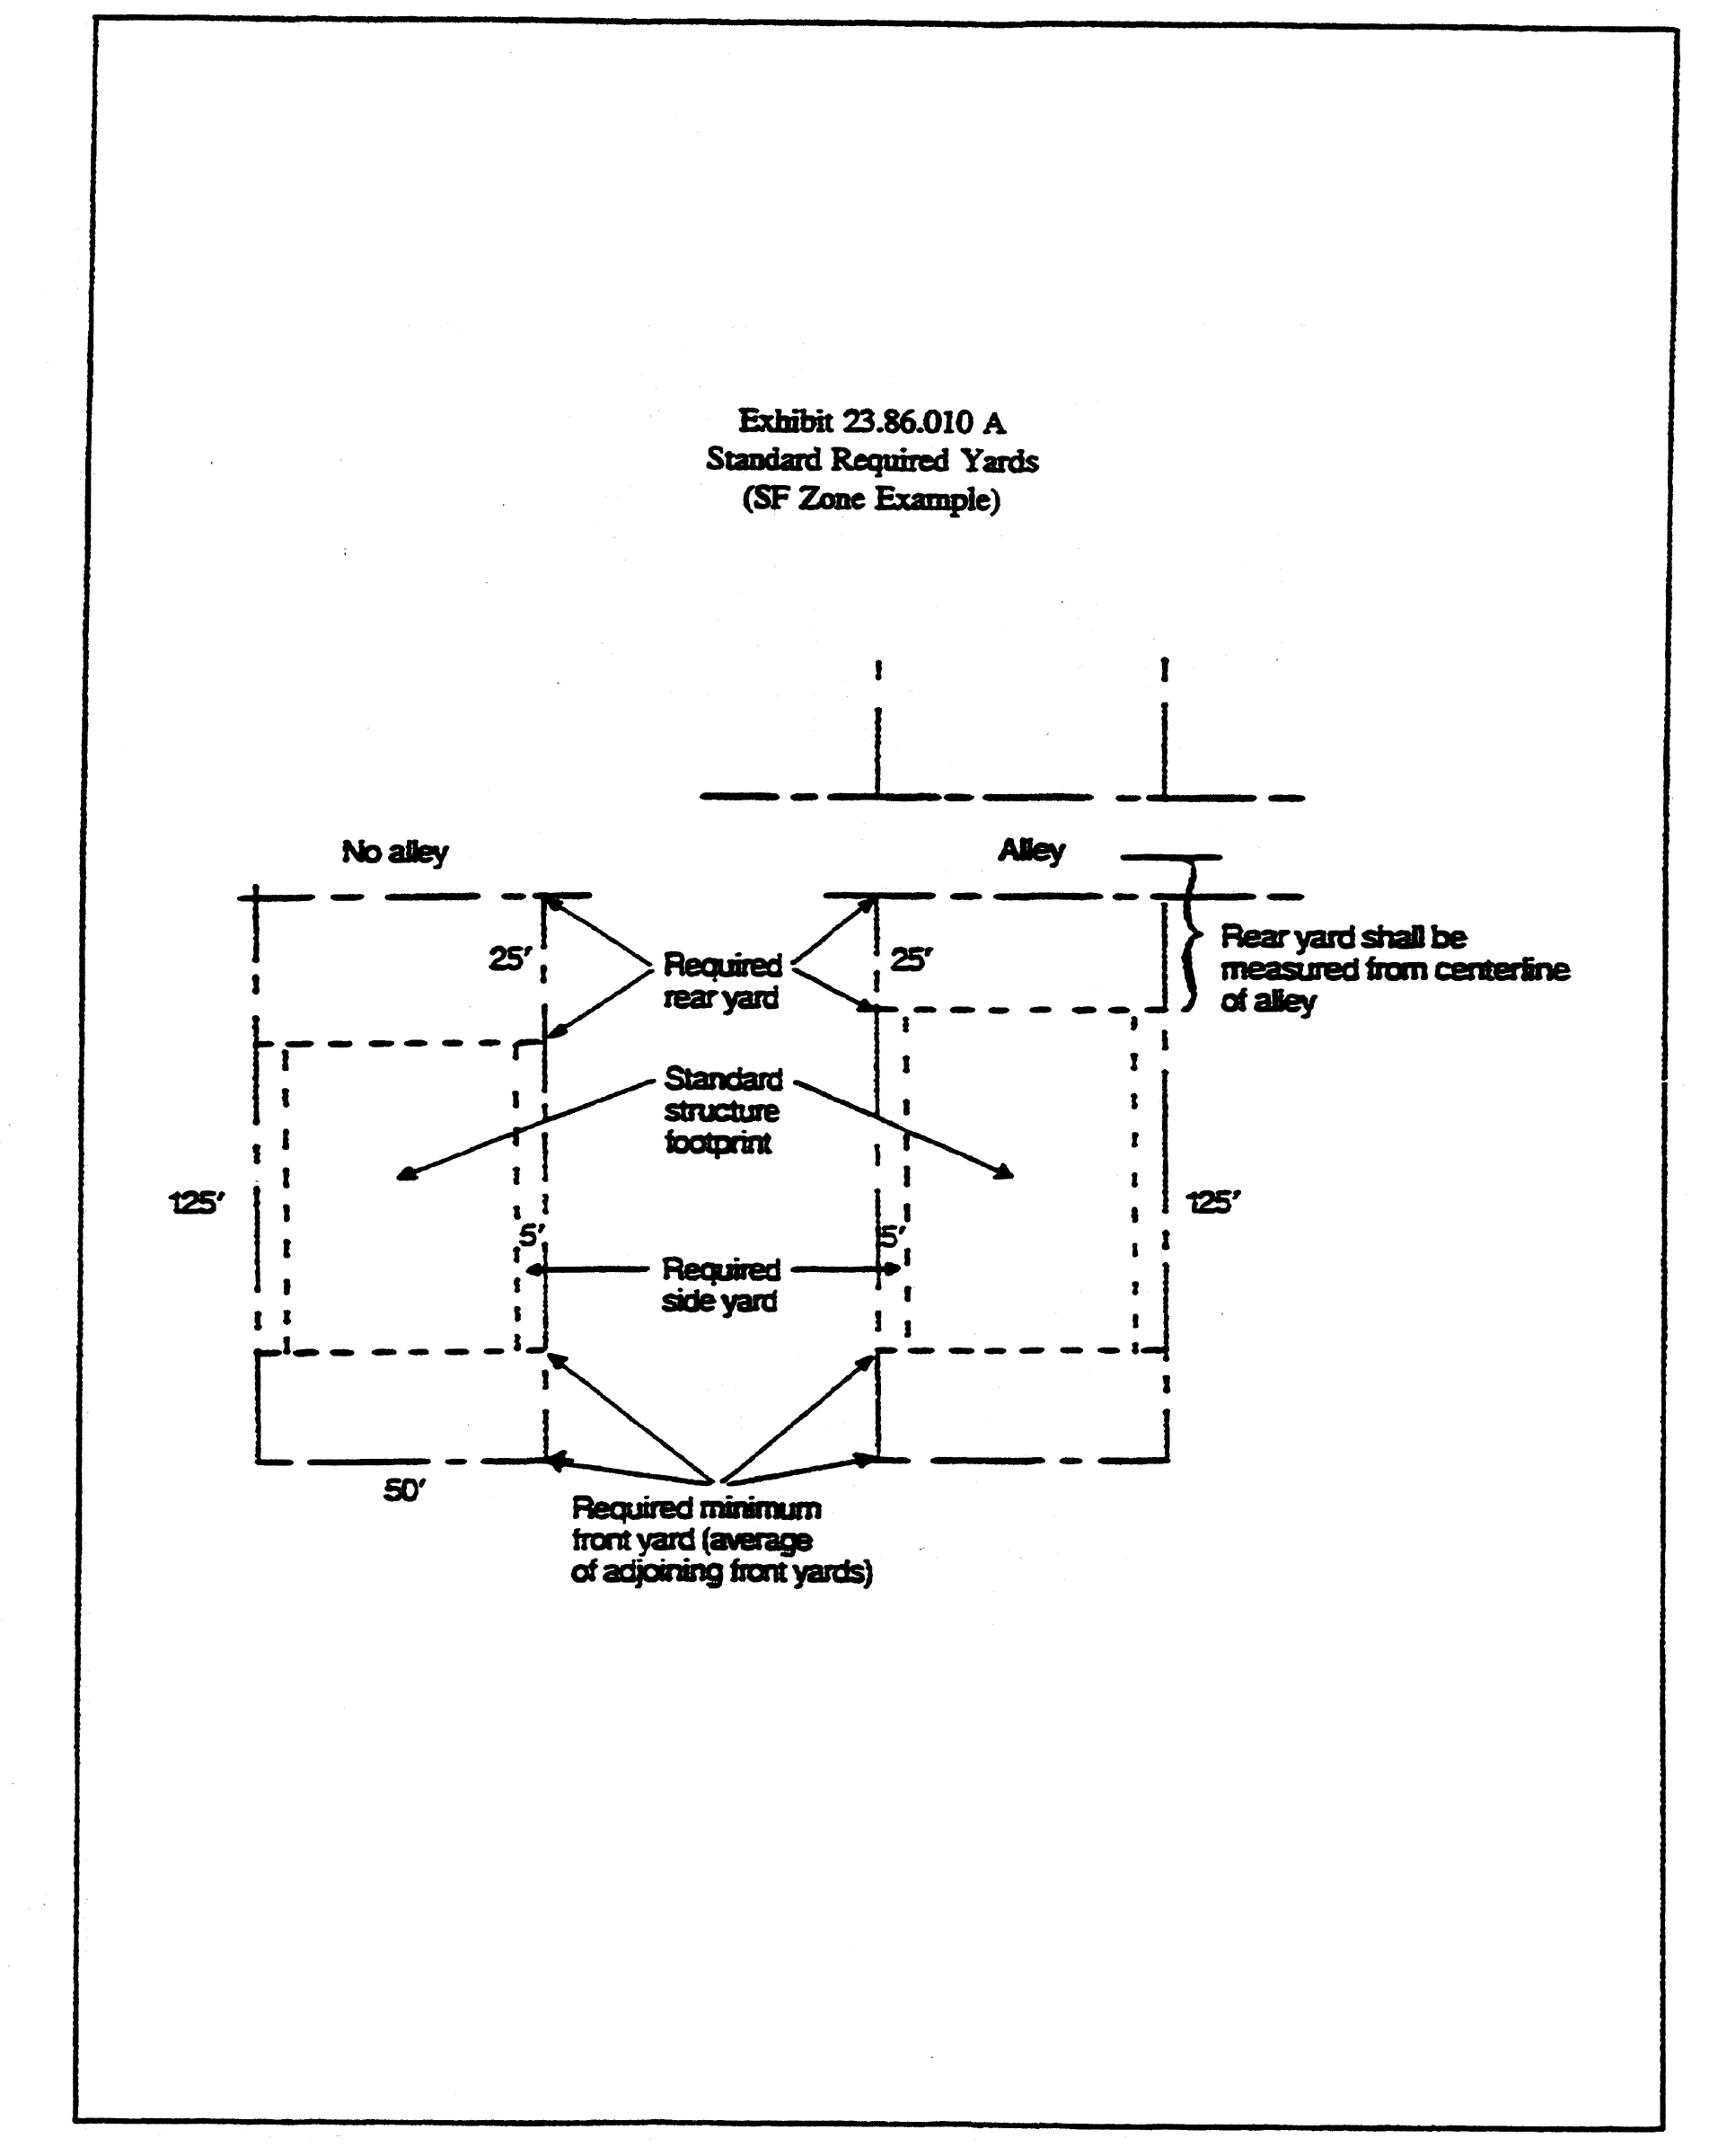 Exhibit 23.86.010 A
Standard Required Yards
(SF Zone Example)
No alley
Alley
25'
Required
rear yard
25'
Rear yard shall be
measured from centerline
of alley
Standard
structure
footprint
125'
125'
5'
5'
Required
side yard
50'
Required minimum
front yard (average
of adjoining front yards)